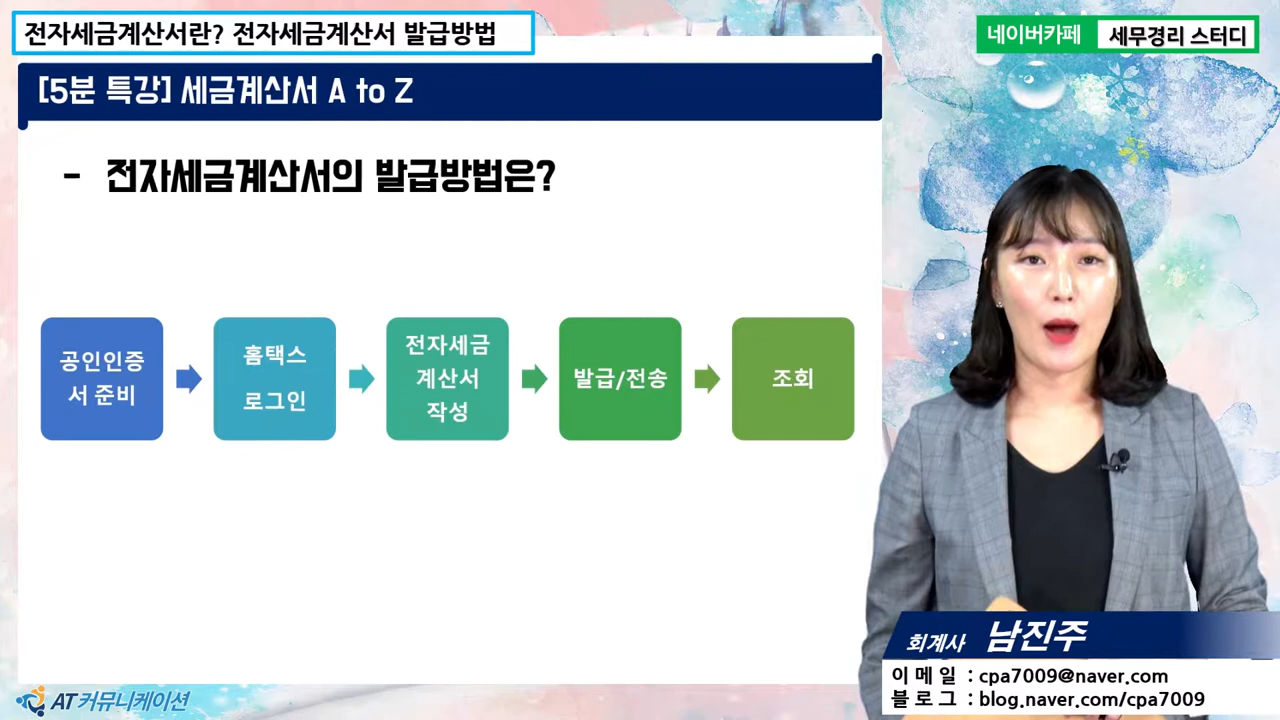 전자세금계산서란? 전자세금계산서 발급방법
네이버카페 세무경리 스터디
[5분 특강] 세금계산서 A to Z
- 전자세금계산서의 발급방법은?
공인인증
서 준비
홈택스
로그인
전자세금
계산서
작성
발급/전송
조회
회계사 남진주
이 메 일 : cpa7009@naver.com
블 로 그 : blog.naver.com/cpa7009
AT커뮤니케이션